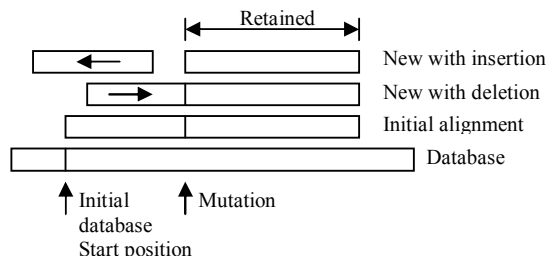 Retained
New with insertion
New with deletion
Initial alignment
Database
Initial
database
Start position
Mutation